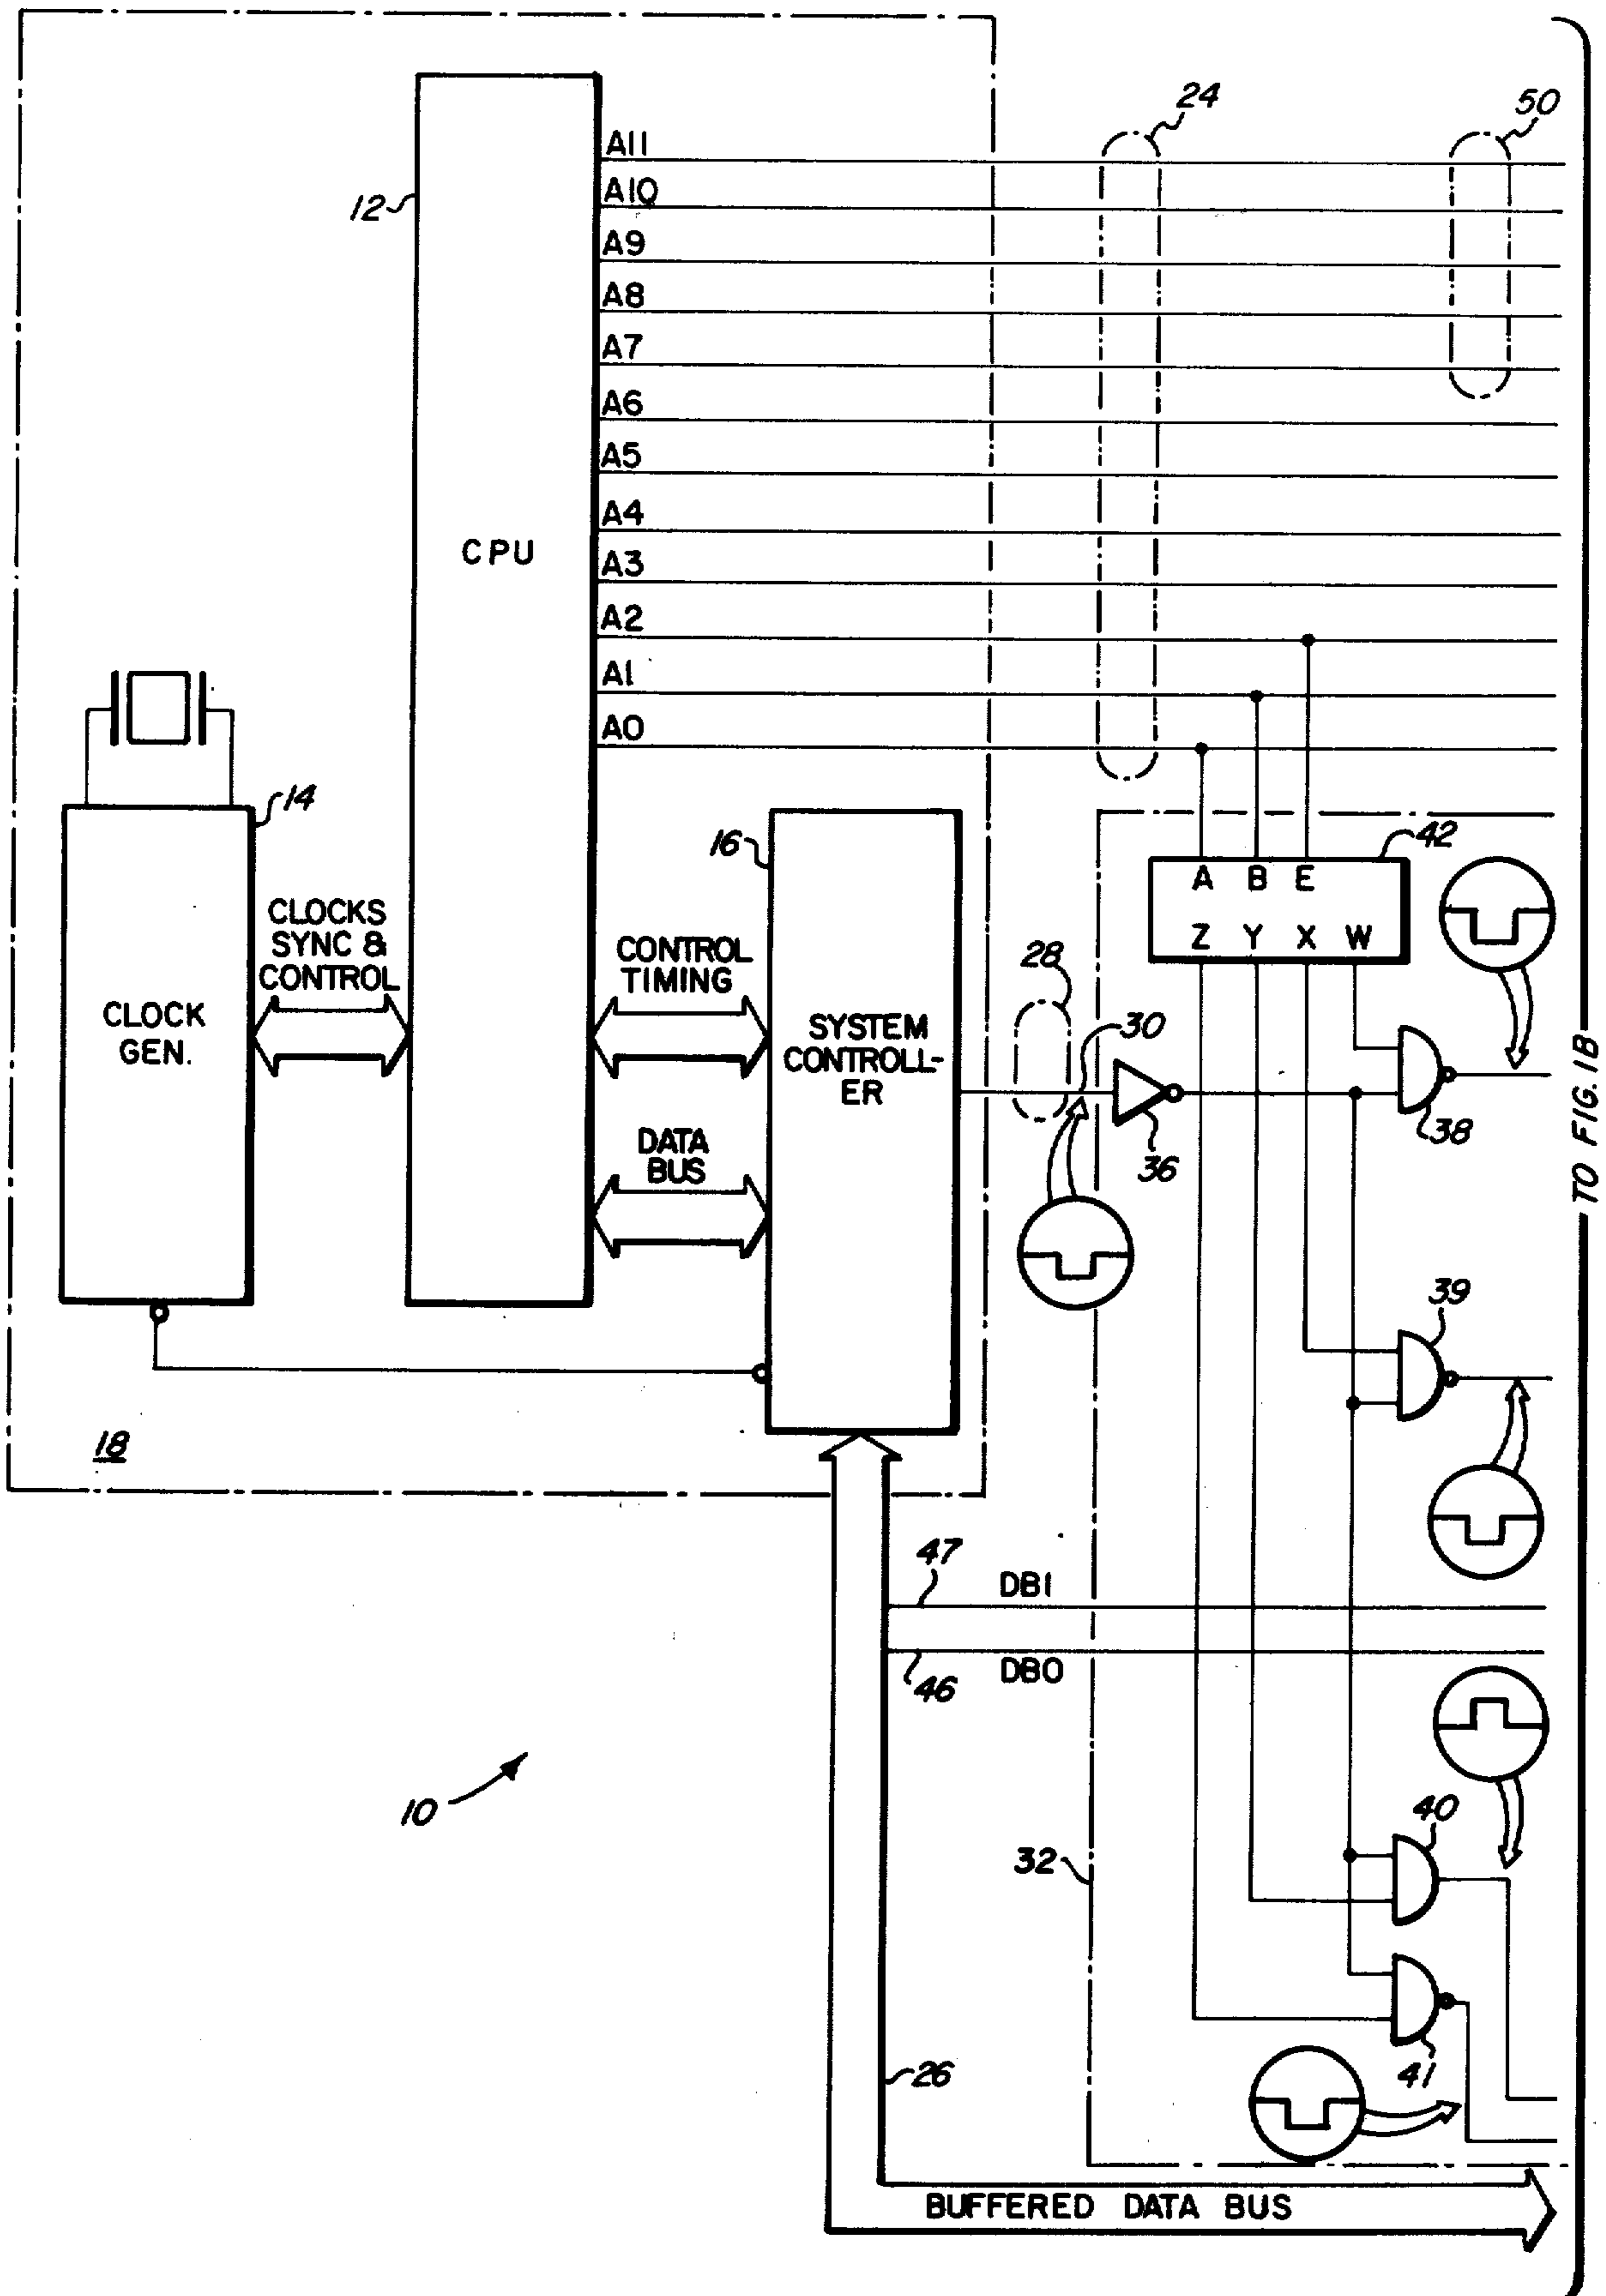 24
50
A11
A10
12
A9
A8
A7
A6
A5
A4
CPU
A3
A2
A1
A0
14
16
42
A B E
Z Y X W
CLOCKS
SYNC &
CONTROL
CONTROL
TIMING
28
30
CLOCK
GEN.
SYSTEM
CONTROLL-
ER
36
38
TO FIG. 1B
DATA
BUS
39
18
47
DB1
46
DB0
10
40
32
41
26
BUFFERED DATA BUS